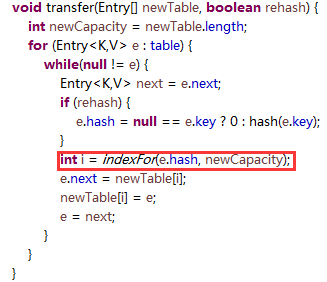 void transfer(Entry[] newTable, boolean rehash) {
int newCapacity = newTable.length;
for (Entry<K,V> e : table) {
while(null != e) {
Entry<K,V> next = e.next;
if (rehash) {
e.hash = null == e.key ? 0 : hash(e.key);
}
int i = indexFor(e.hash, newCapacity);
e.next = newTable[i];
newTable[i] = e;
e = next;
}
}
}